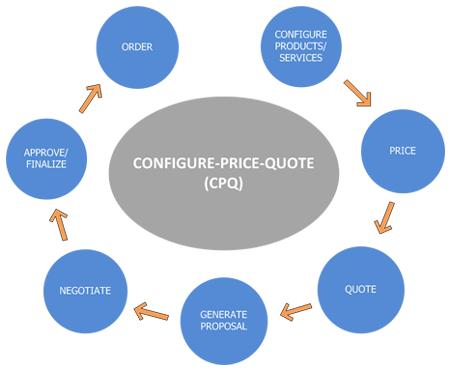 ORDER
CONFIGURE
PRODUCTS/
SERVICES
CONFIGURE-PRICE-QUOTE
(CPQ)
PRICE
APPROVE/
FINALIZE
QUOTE
NEGOTIATE
GENERATE
PROPOSAL